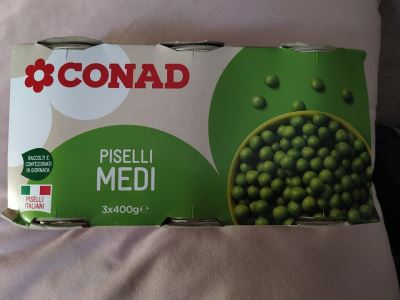 CONAD
PISELLI
MEDI
3x400g℮
RACCOLTI E
CONFEZIONATI
IN GIORNATA
PISELLI
ITALIANI